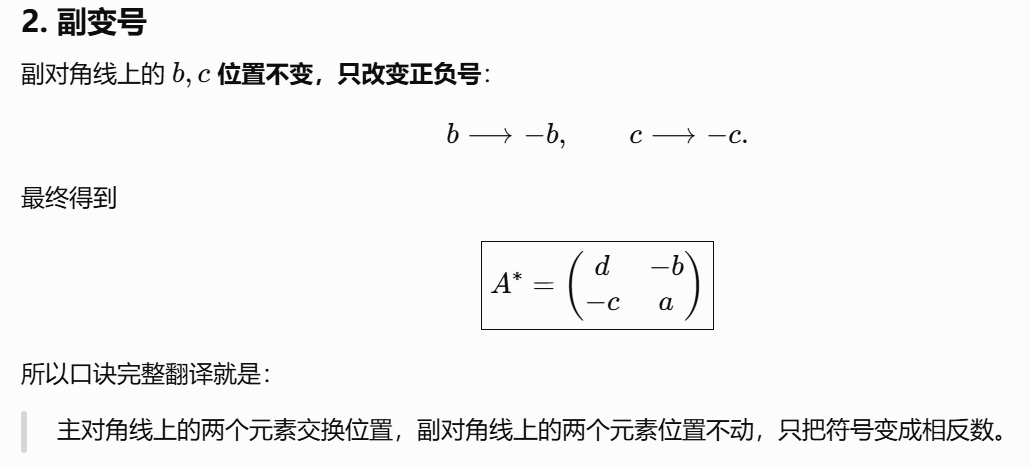 2. 副变号
副对角线上的 b, c 位置不变，只改变正负号：
b ⟶ −b,  c ⟶ −c.
最终得到
A* = ( d −b
−c a )
所以口诀完整翻译就是：
主对角线上的两个元素交换位置，副对角线上的两个元素位置不动，只把符号变成相反数。